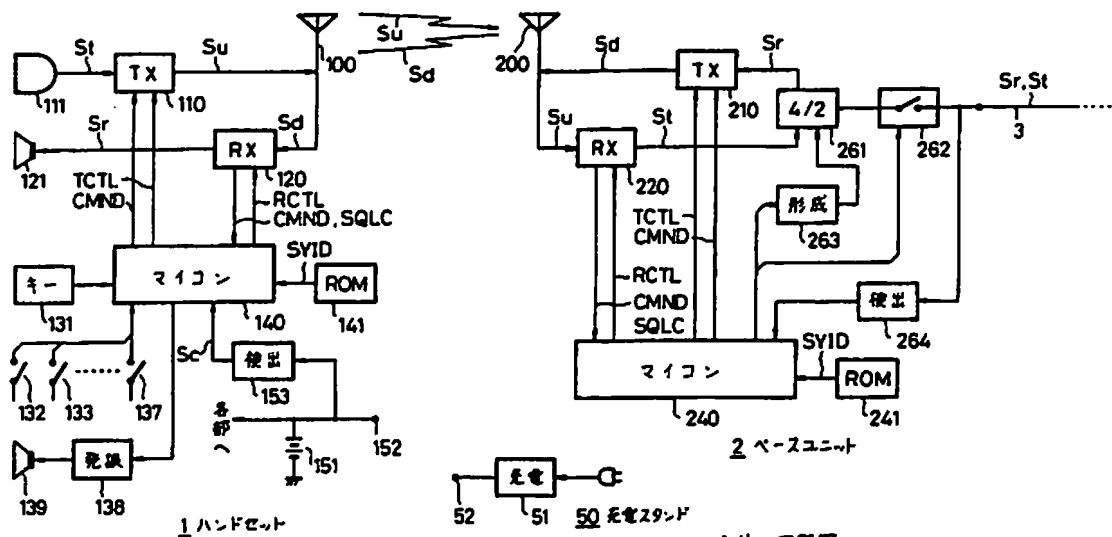 St
TX
Su
111
110
100
Su
Sd
Sr
Sd
RX
121
120
TCTL
CMND
RCTL
CMND, SQLC
SYID
キー
マイコン
ROM
131
140
141
Sc
検出
153
132
133
137
各部へ
151
152
発振
139
138
1 ハンドセット
200
Sd
TX
Sr
210
4/2
Sr, St
261
262
3
Su
St
RX
220
TCTL
CMND
形成
263
RCTL
CMND
SQLC
検出
264
SYID
マイコン
ROM
240
241
2 ベースユニット
充電
52
51
50 充電スタンド